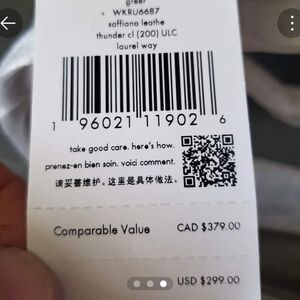 greer
WKRU6687
saffiano leathe
thunder cl (200) ULC
laurel way
1 96021 11902 6
take good care. here's how.
prenez-en bien soin. voici comment.
请妥善维护。这里是具体做法。
Comparable Value CAD $379.00
USD $299.00